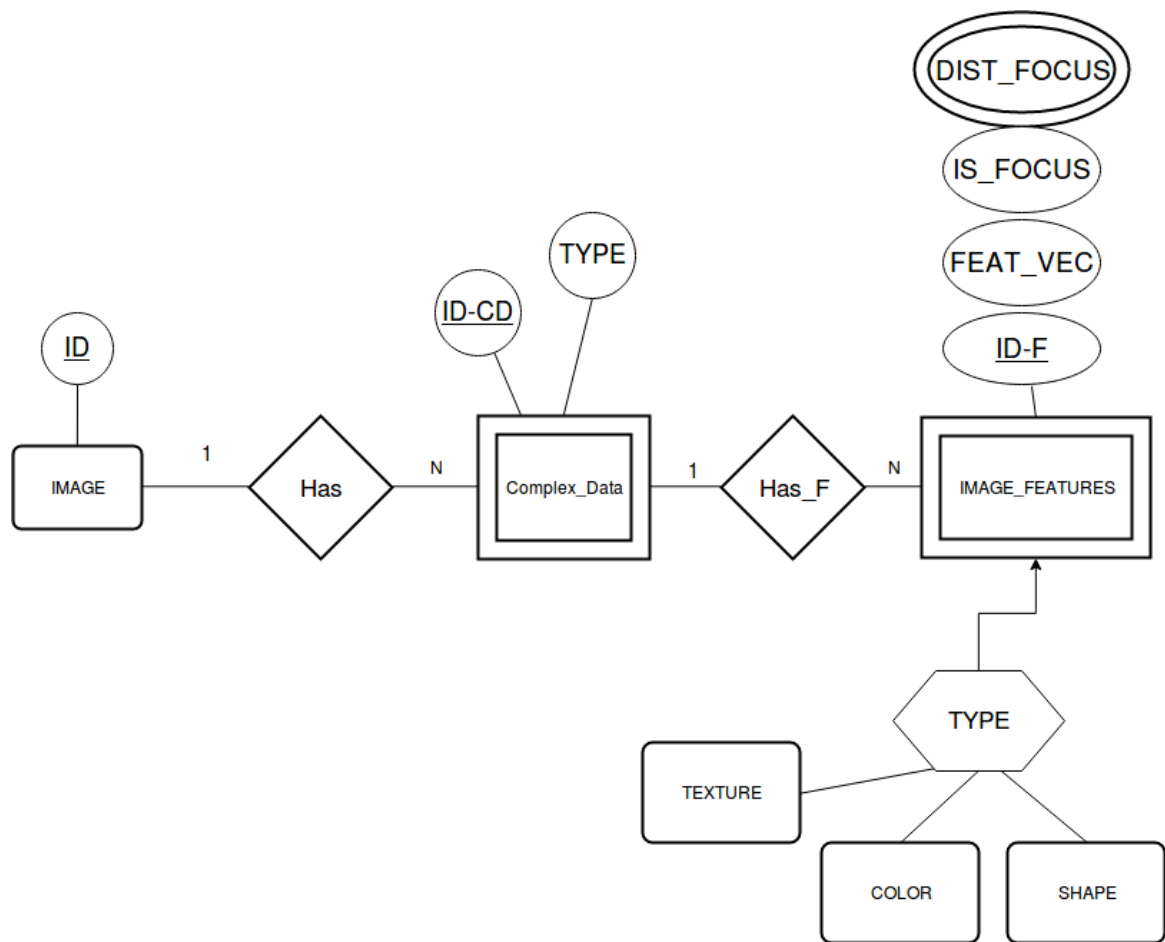 DIST_FOCUS
IS_FOCUS
TYPE
FEAT_VEC
ID-CD
ID
ID-F
1
N
1
N
IMAGE
Has
Complex_Data
Has_F
IMAGE_FEATURES
TYPE
TEXTURE
COLOR
SHAPE